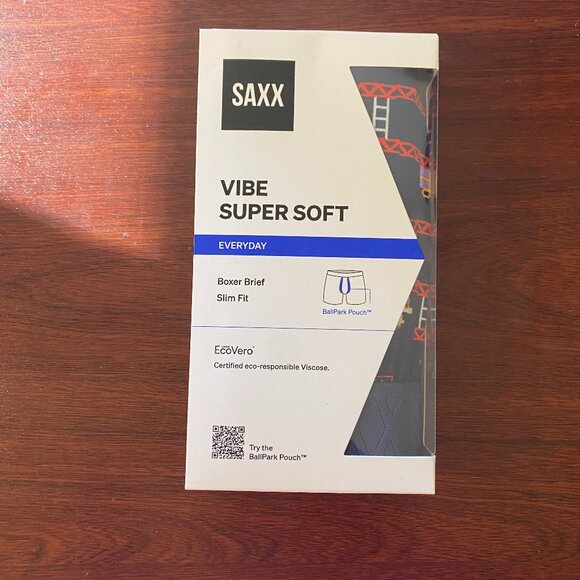 SAXX
VIBE
SUPER SOFT
EVERYDAY
Boxer Brief
Slim Fit
BallPark Pouch™
EcoVero™
Certified eco-responsible Viscose.
Try the
BallPark Pouch™